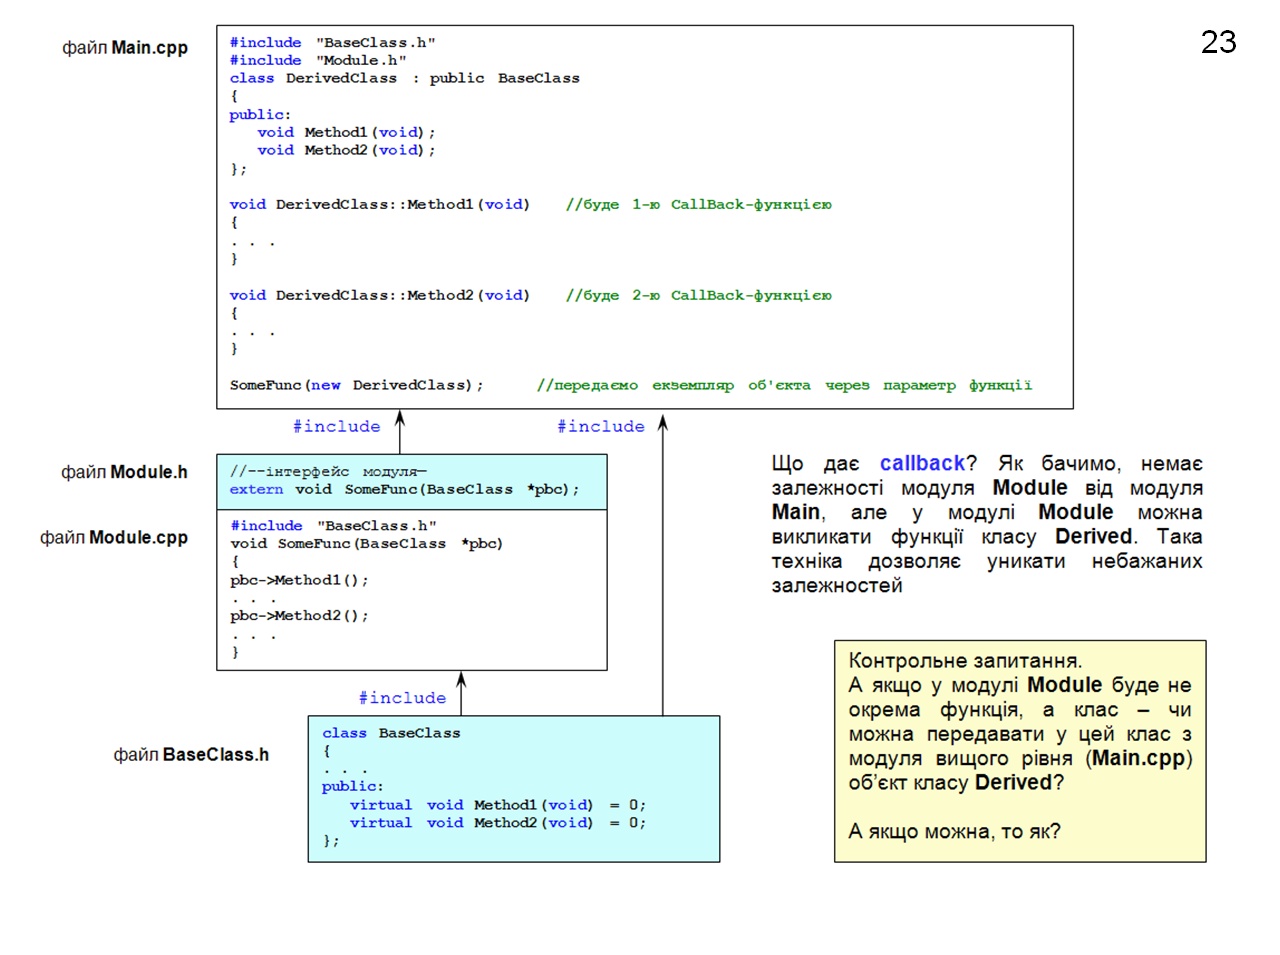 23
файл Main.cpp
#include "BaseClass.h"
#include "Module.h"
class DerivedClass : public BaseClass
{
public:
void Method1(void);
void Method2(void);
};
void DerivedClass::Method1(void) //буде 1-ю CallBack-функцією
{
. . .
}
void DerivedClass::Method2(void) //буде 2-ю CallBack-функцією
{
. . .
}
SomeFunc(new DerivedClass); //передаємо екземпляр об'єкта через параметр функції
#include
#include
файл Module.h
//--інтерфейс модуля—
extern void SomeFunc(BaseClass *pbc);
файл Module.cpp
#include "BaseClass.h"
void SomeFunc(BaseClass *pbc)
{
pbc->Method1();
. . .
pbc->Method2();
. . .
}
#include
файл BaseClass.h
class BaseClass
{
. . .
public:
virtual void Method1(void) = 0;
virtual void Method2(void) = 0;
};
Що дає callback? Як бачимо, немає
залежності модуля Module від модуля
Main, але у модулі Module можна
викликати функції класу Derived. Така
техніка дозволяє уникати небажаних
залежностей
Контрольне запитання.
А якщо у модулі Module буде не
окрема функція, а клас – чи
можна передавати у цей клас з
модуля вищого рівня (Main.cpp)
об’єкт класу Derived?
А якщо можна, то як?